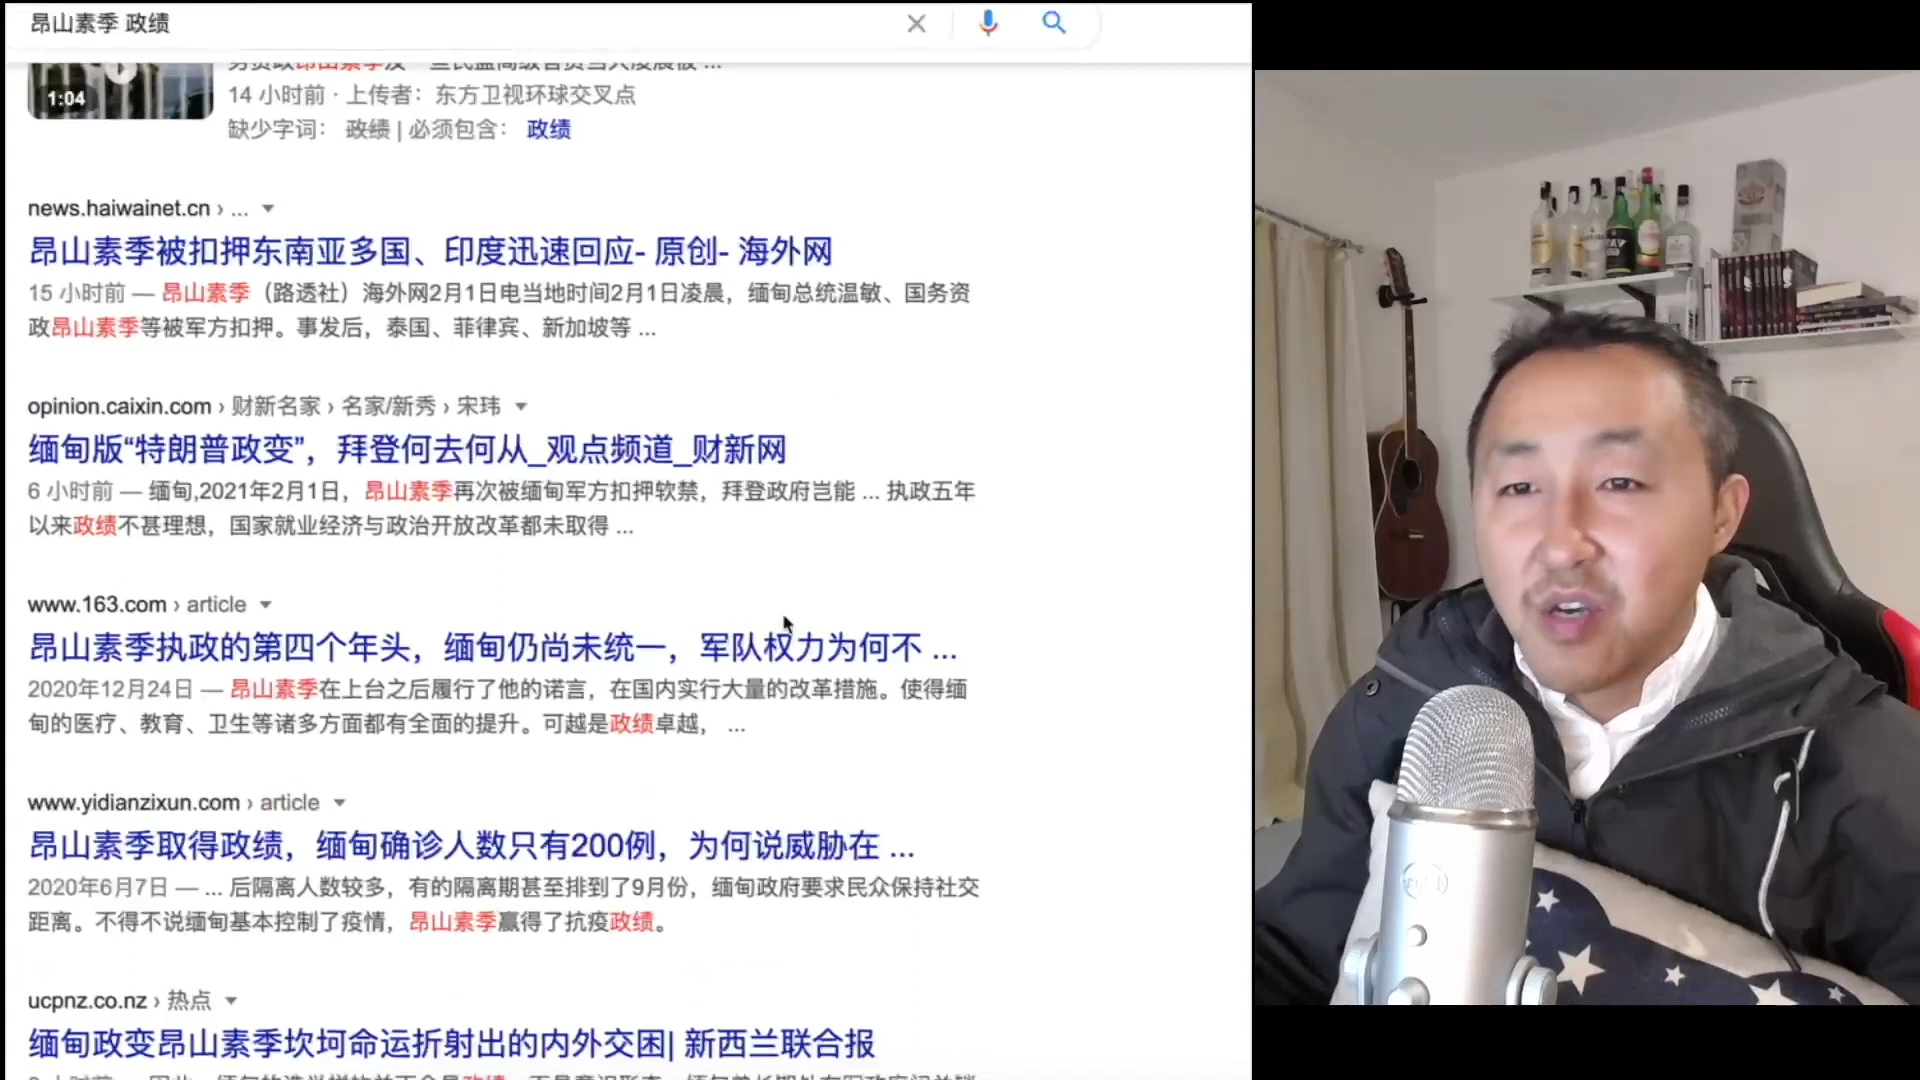 昂山素季 政绩
1:04
14 小时前 · 上传者： 东方卫视环球交叉点
缺少字词： 政绩 | 必须包含： 政绩
news.haiwainet.cn › ...
昂山素季被扣押东南亚多国、印度迅速回应- 原创- 海外网
15 小时前 — 昂山素季（路透社）海外网2月1日电当地时间2月1日凌晨，缅甸总统温敏、国务资
政昂山素季等被军方扣押。事发后，泰国、菲律宾、新加坡等 ...
opinion.caixin.com › 财新名家 › 名家/新秀 › 宋玮
缅甸版“特朗普政变”，拜登何去何从_观点频道_财新网
6 小时前 — 缅甸,2021年2月1日，昂山素季再次被缅甸军方扣押软禁，拜登政府岂能 ... 执政五年
以来政绩不甚理想，国家就业经济与政治开放改革都未取得 ...
www.163.com › article
昂山素季执政的第四个年头，缅甸仍尚未统一，军队权力为何不 ...
2020年12月24日 — 昂山素季在上台之后履行了他的诺言，在国内实行大量的改革措施。使得缅
甸的医疗、教育、卫生等诸多方面都有全面的提升。可越是政绩卓越， ...
www.yidianzixun.com › article
昂山素季取得政绩，缅甸确诊人数只有200例，为何说威胁在 ...
2020年6月7日 — ... 后隔离人数较多，有的隔离期甚至排到了9月份，缅甸政府要求民众保持社交
距离。不得不说缅甸基本控制了疫情，昂山素季赢得了抗疫政绩。
ucpnz.co.nz › 热点
缅甸政变昂山素季坎坷命运折射出的内外交困| 新西兰联合报